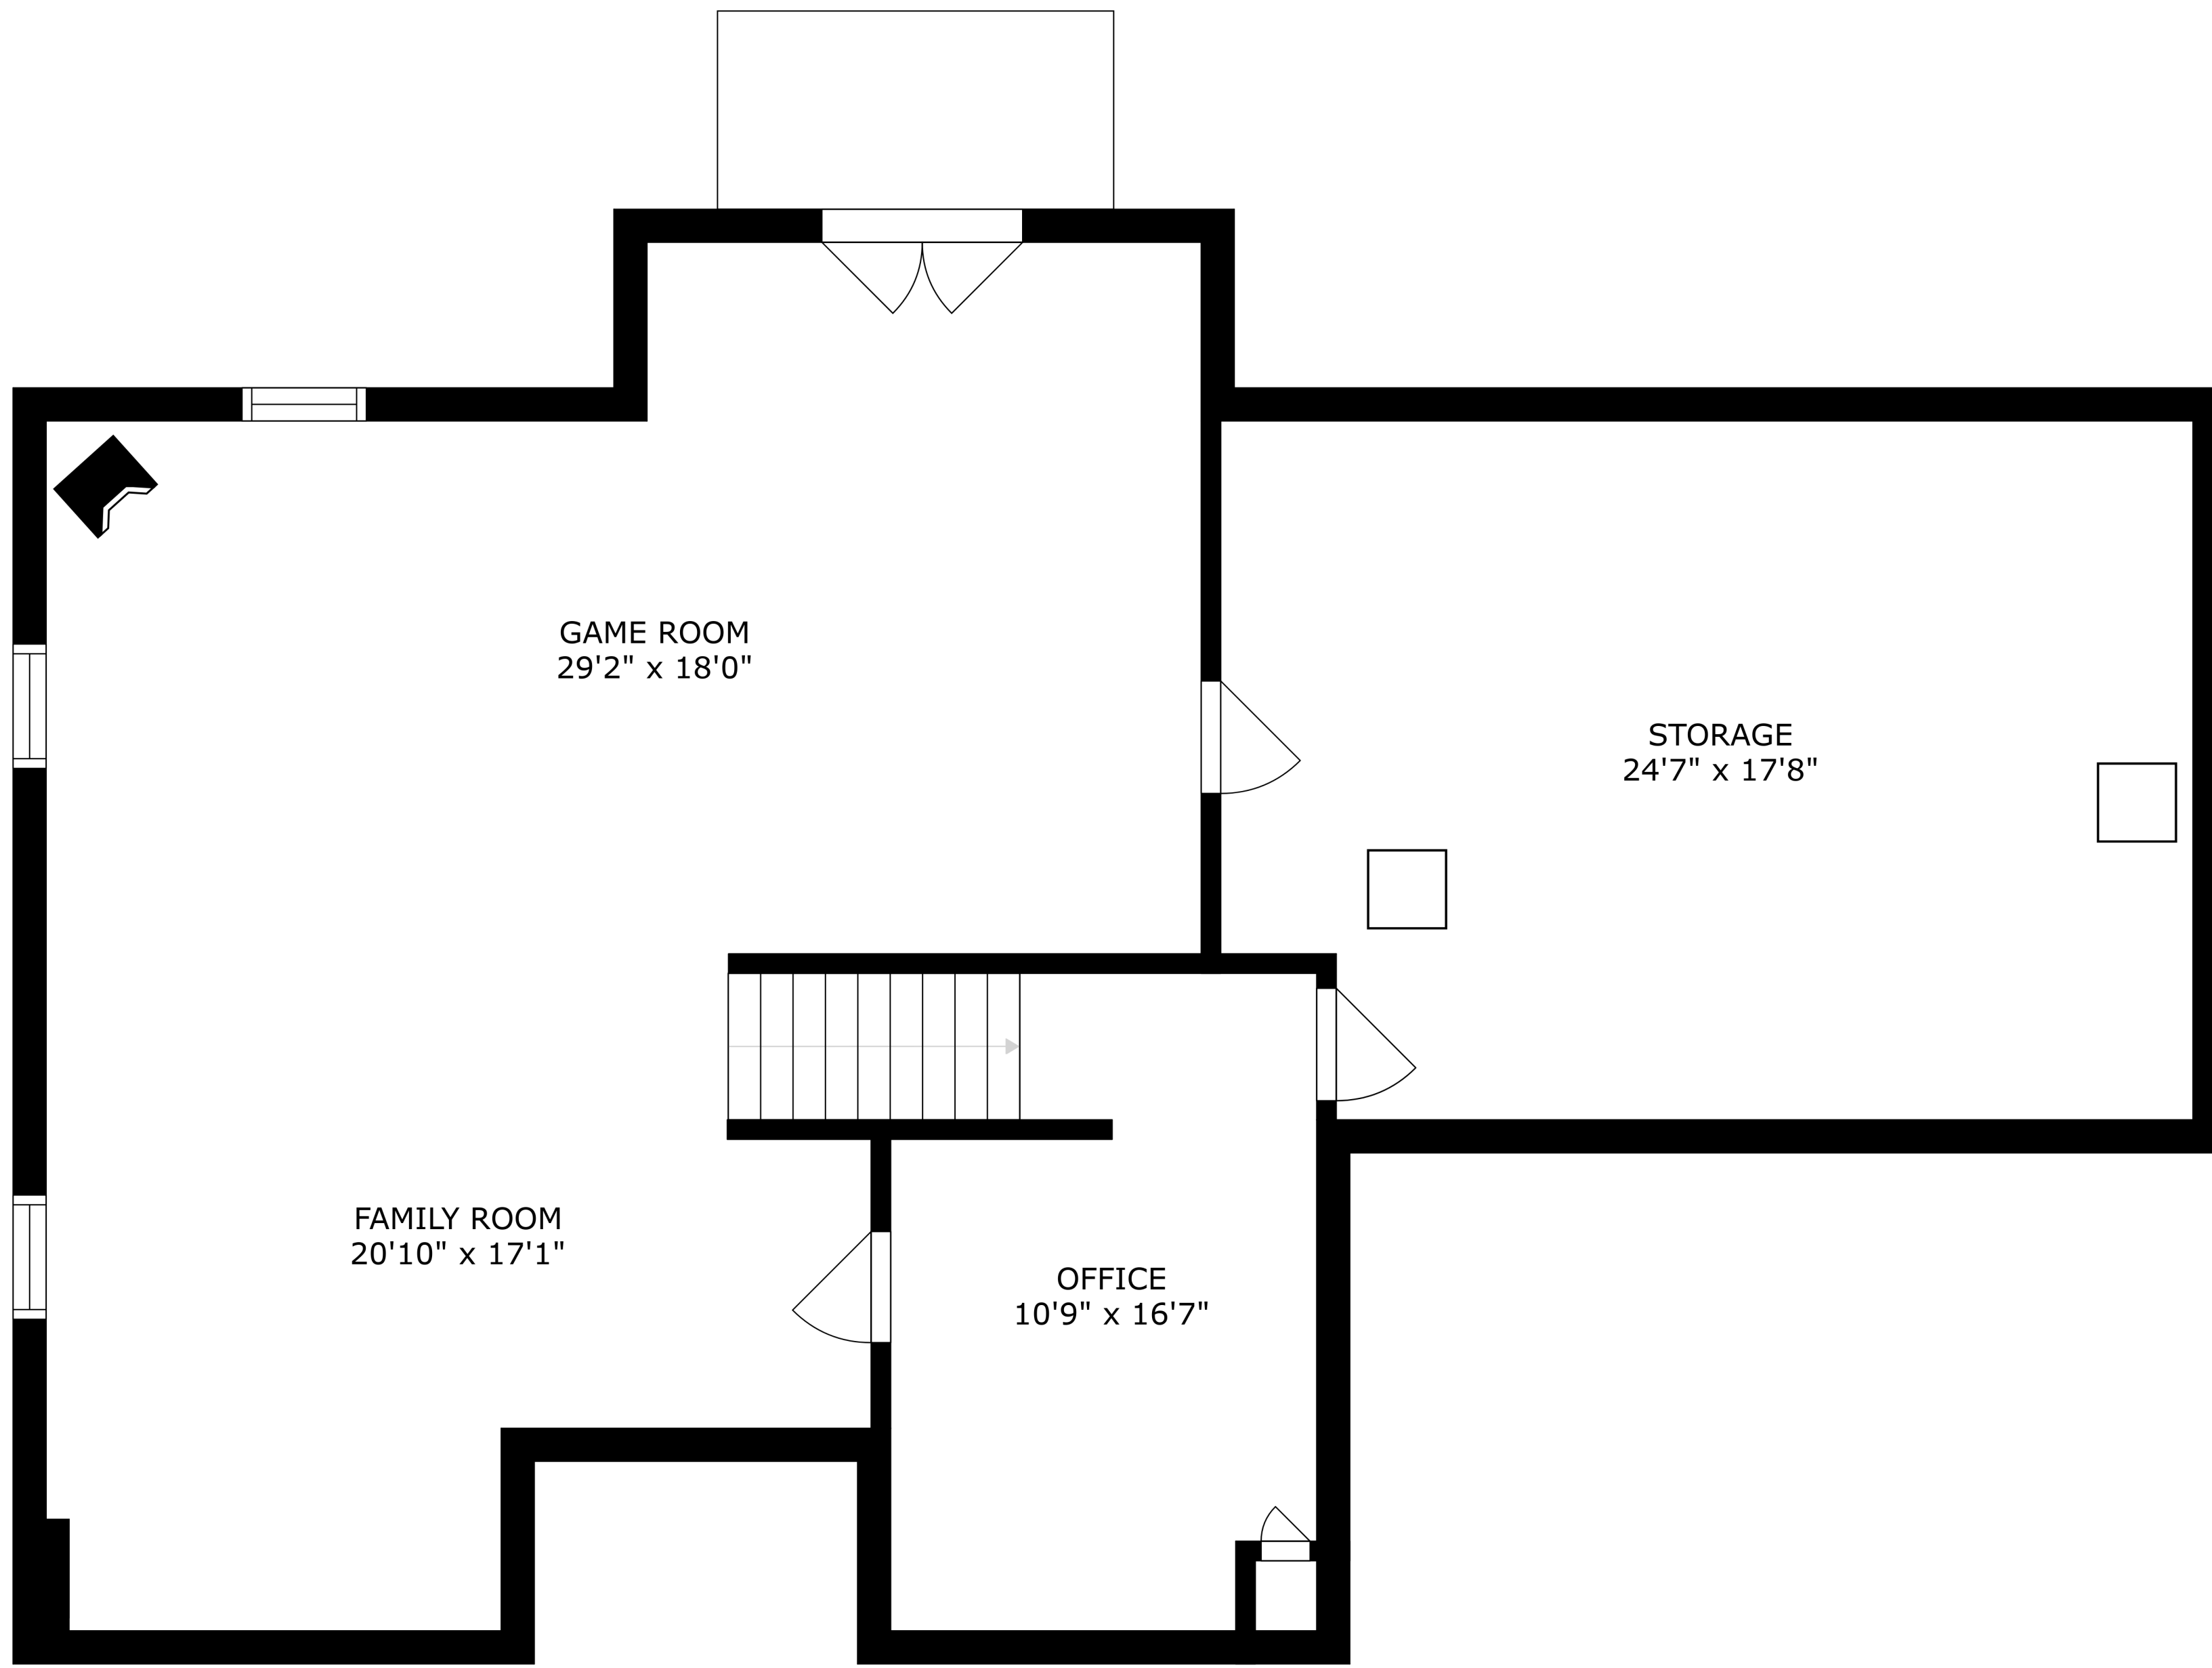 GAME ROOM
29'2" x 18'0"
STORAGE
24'7" x 17'8"
FAMILY ROOM
20'10" x 17'1"
OFFICE
10'9" x 16'7"